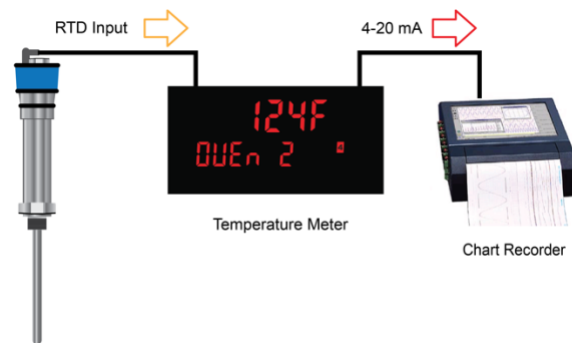 RTD Input
4-20 mA
124F
OVEn 2
Temperature Meter
Chart Recorder